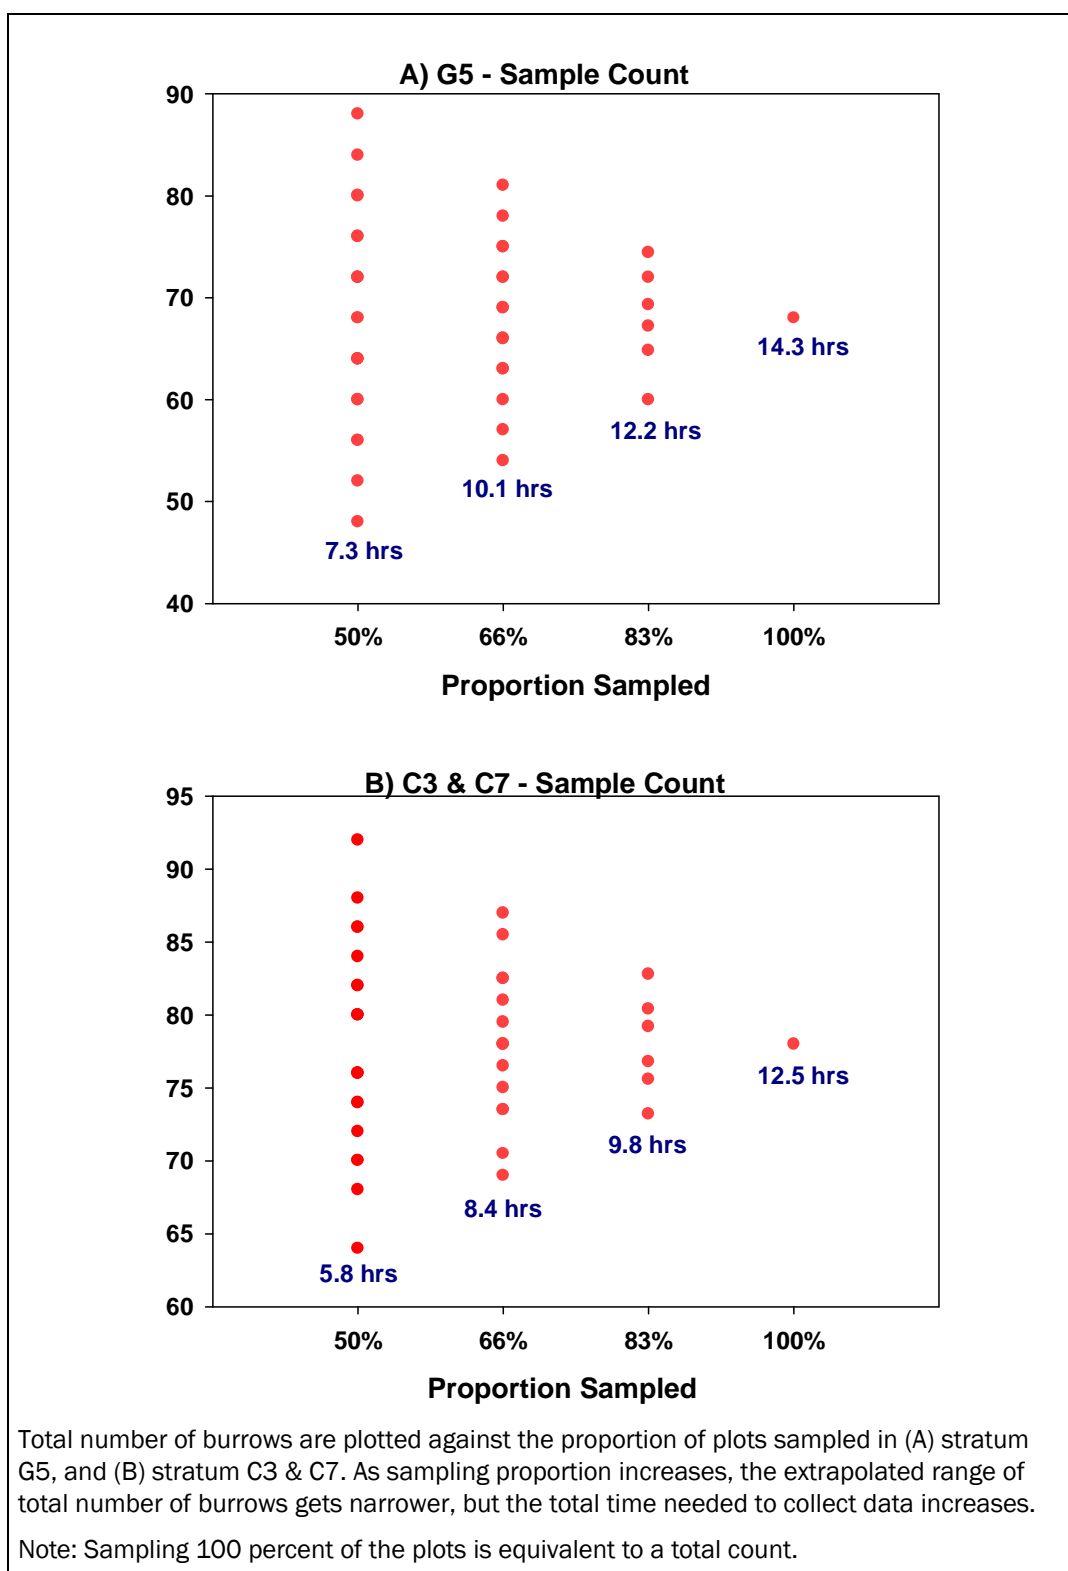 A) G5 - Sample Count
90
80
70
60
50
40
14.3 hrs
12.2 hrs
10.1 hrs
7.3 hrs
50% 66% 83% 100%
Proportion Sampled
B) C3 & C7 - Sample Count
95
90
85
80
75
70
65
60
12.5 hrs
9.8 hrs
8.4 hrs
5.8 hrs
50% 66% 83% 100%
Proportion Sampled
Total number of burrows are plotted against the proportion of plots sampled in (A) stratum
G5, and (B) stratum C3 & C7. As sampling proportion increases, the extrapolated range of
total number of burrows gets narrower, but the total time needed to collect data increases.
Note: Sampling 100 percent of the plots is equivalent to a total count.